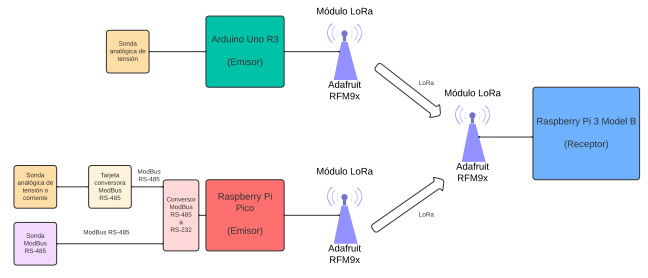 Módulo LoRa
Sonda
analógica de
tensión
Arduino Uno R3
(Emisor)
Adafruit
RFM9x
LoRa
Módulo LoRa
Adafruit
RFM9x
Raspberry Pi 3 Model B
(Receptor)
Sonda
analógica de
tensión o
corriente
Tarjeta
conversora
ModBus
RS-485
ModBus
RS-485
Sonda
ModBus
RS-485
ModBus RS-485
Conversor
ModBus
RS-485
a
RS-232
Raspberry Pi
Pico
(Emisor)
Módulo LoRa
Adafruit
RFM9x
LoRa